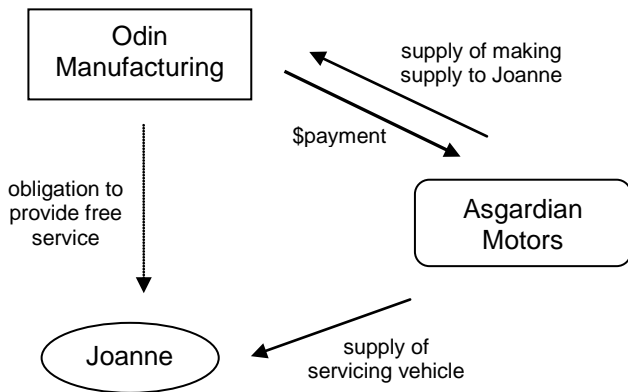 Odin
Manufacturing
supply of making
supply to Joanne
$payment
obligation to
provide free
service
Asgardian
Motors
Joanne
supply of
servicing vehicle